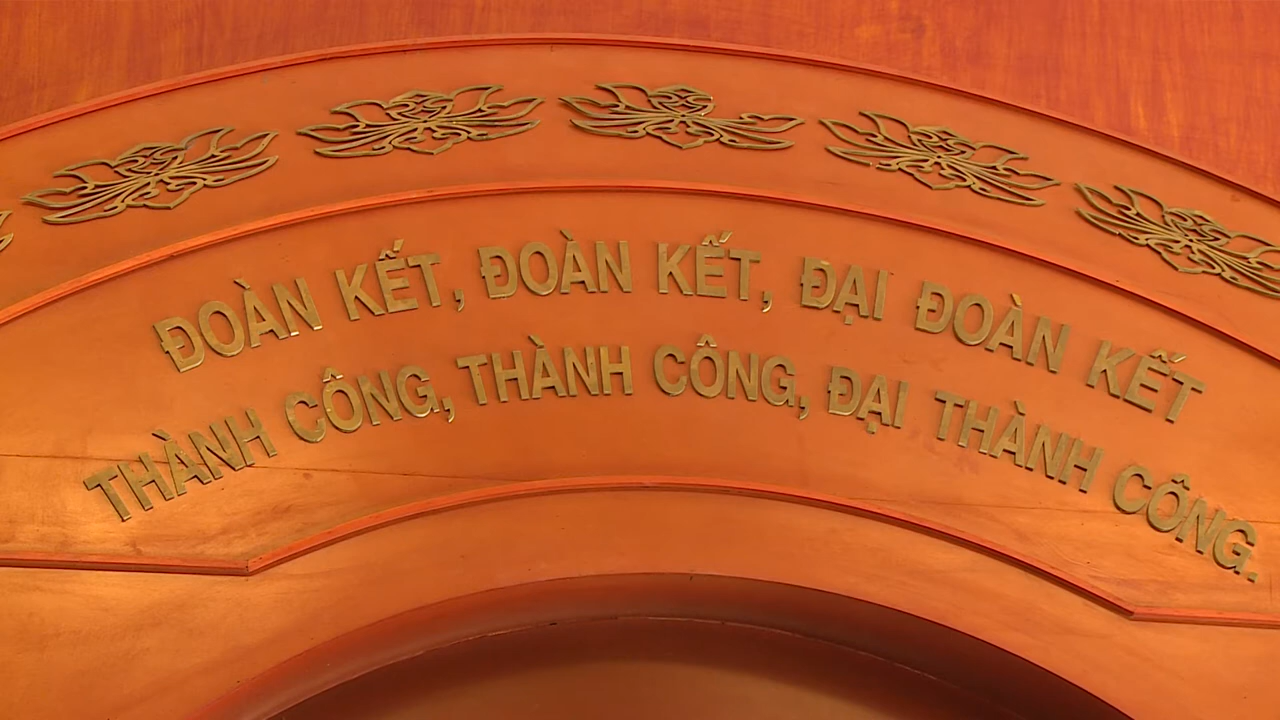 ĐOÀN KẾT, ĐOÀN KẾT, ĐẠI ĐOÀN KẾT
THÀNH CÔNG, THÀNH CÔNG, ĐẠI THÀNH CÔNG.